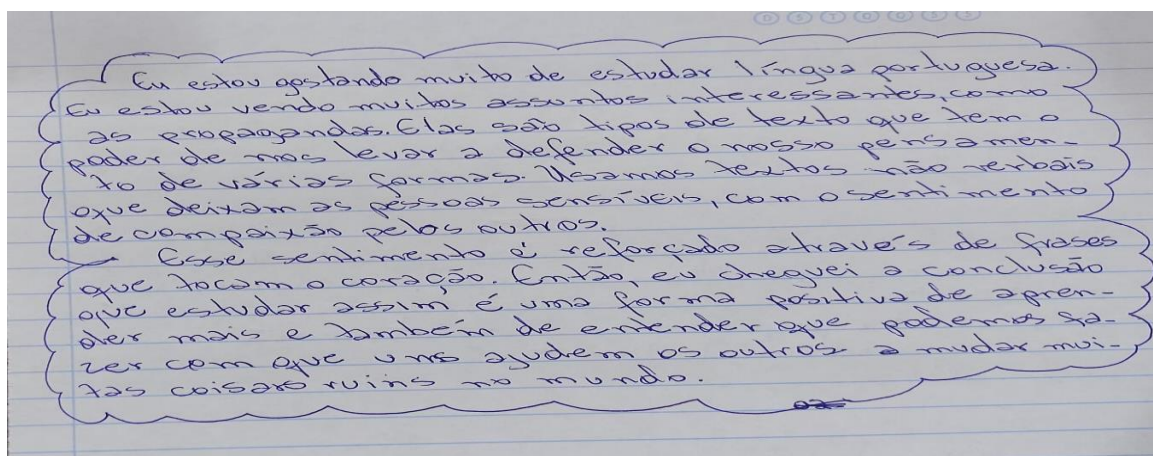 D S T Q Q S S
Eu estou gostando muito de estudar língua portuguesa.
Eu estou vendo muitos assuntos interessantes, como
as propagandas. Elas são tipos de texto que tem o
poder de nos levar a defender o nosso pensamen-
to de várias formas. Usamos textos não verbais
que deixam as pessoas sensíveis, com o sentimento
de compaixão pelos outros.
Esse sentimento é reforçado através de frases
que tocam o coração. Então, eu cheguei a conclusão
que estudar assim é uma forma positiva de apren-
der mais e também de entender que podemos fa-
zer com que uns ajudem os outros a mudar mui-
tas coisas ruins no mundo.